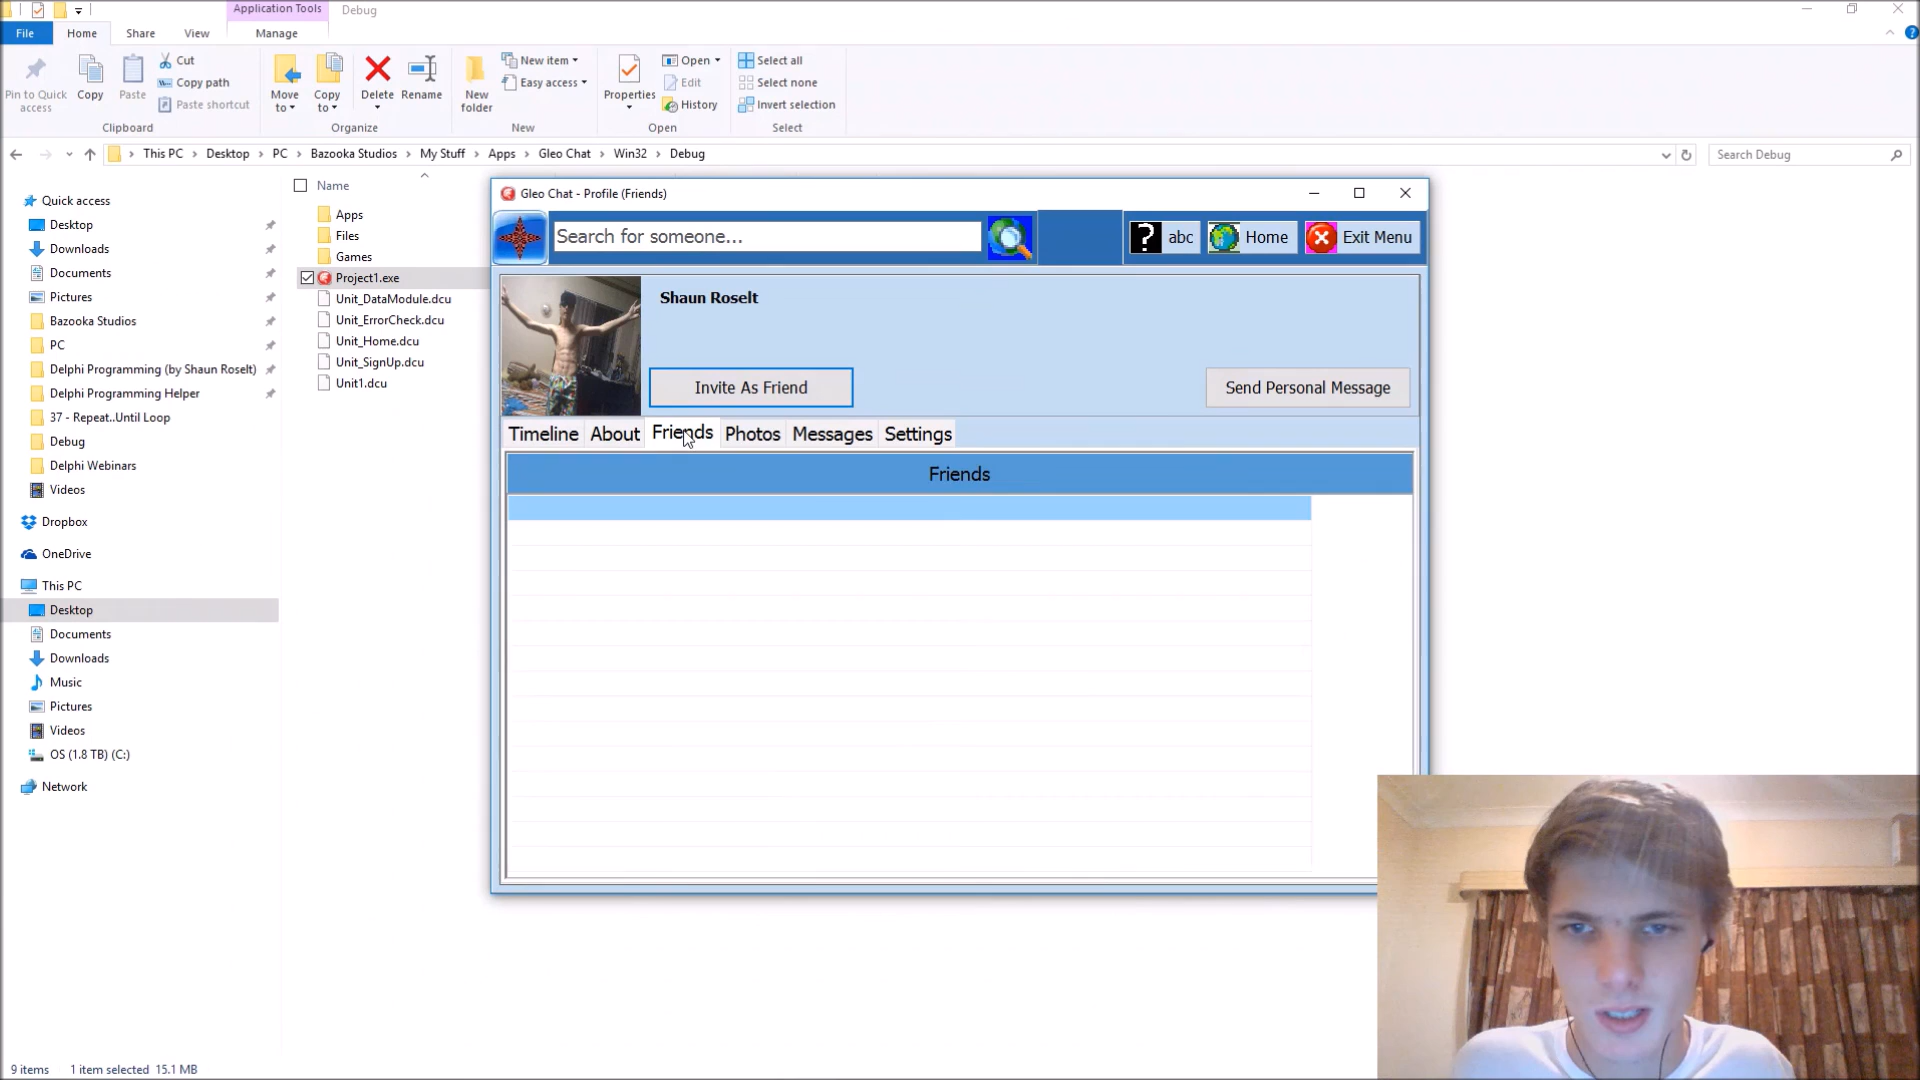 Application Tools
Debug
File
Home
Share
View
Manage
Pin to Quick access
Copy
Paste
Cut
Copy path
Paste shortcut
Clipboard
Move to
Copy to
Delete
Rename
Organize
New folder
New item
Easy access
New
Properties
Open
Edit
History
Open
Select all
Select none
Invert selection
Select
This PC
Desktop
PC
Bazooka Studios
My Stuff
Apps
Gleo Chat
Win32
Debug
Search Debug
Quick access
Desktop
Downloads
Documents
Pictures
Bazooka Studios
PC
Delphi Programming (by Shaun Roselt)
Delphi Programming Helper
37 - Repeat..Until Loop
Debug
Delphi Webinars
Videos
Dropbox
OneDrive
This PC
Desktop
Documents
Downloads
Music
Pictures
Videos
OS (1.8 TB) (C:)
Network
Name
Apps
Files
Games
Project1.exe
Unit_DataModule.dcu
Unit_ErrorCheck.dcu
Unit_Home.dcu
Unit_SignUp.dcu
Unit1.dcu
Gleo Chat - Profile (Friends)
Search for someone...
? abc
Home
Exit Menu
Shaun Roselt
Invite As Friend
Send Personal Message
Timeline
About
Friends
Photos
Messages
Settings
Friends
9 items
1 item selected 15.1 MB